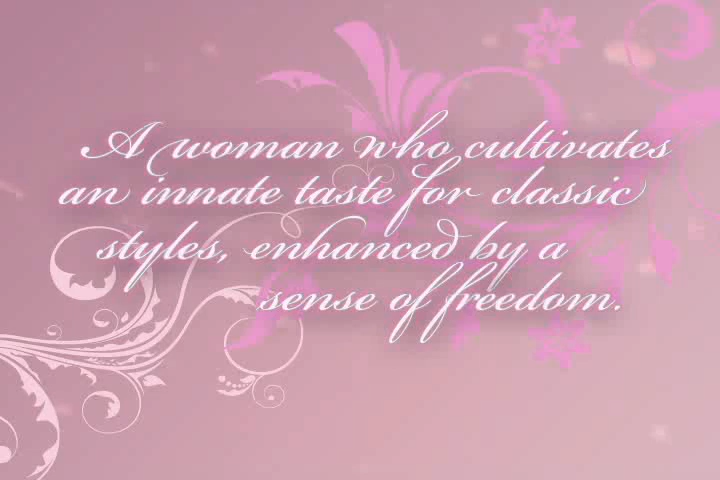 A woman who cultivates
an innate taste for classic
styles, enhanced by a
sense of freedom.